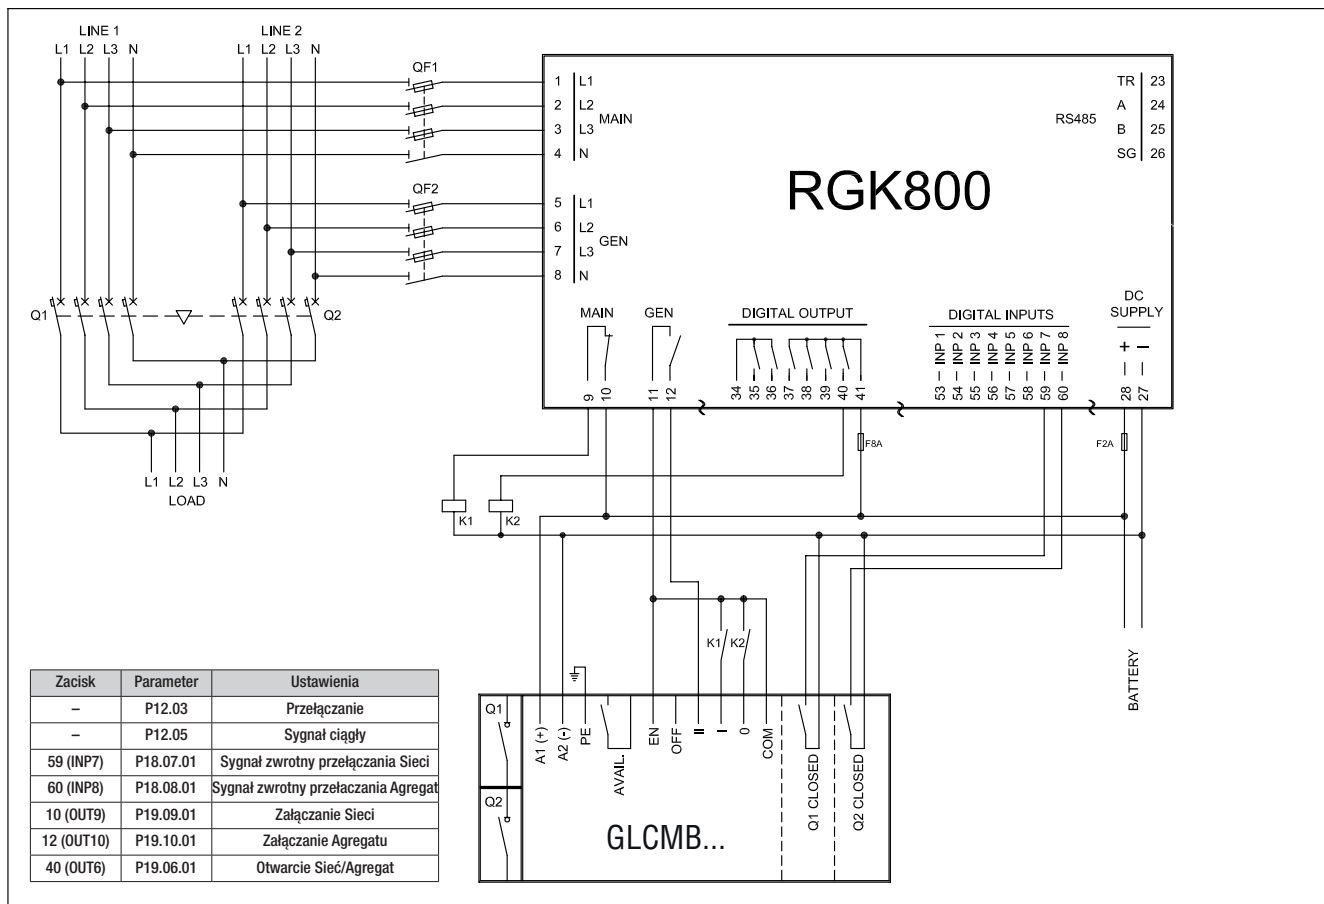 LINE 1
L1 L2 L3 N
LINE 2
L1 L2 L3 N
QF1
QF2
1 L1
2 L2
3 L3
4 N
MAIN
5 L1
6 L2
7 L3
8 N
GEN
RGK800
RS485
TR 23
A 24
B 25
SG 26
Q1
Q2
L1 L2 L3 N
LOAD
MAIN
GEN
DIGITAL OUTPUT
DIGITAL INPUTS
DC
SUPPLY
+ –
9
10
11
12
34
35
36
37
38
39
40
41
53 – INP 1
54 – INP 2
55 – INP 3
56 – INP 4
57 – INP 5
58 – INP 6
59 – INP 7
60 – INP 8
28
27
F8A
F2A
K1
K2
K1
K2
BATTERY
Zacisk Parameter Ustawienia
– P12.03 Przełączanie
– P12.05 Sygnał ciągły
59 (INP7) P18.07.01 Sygnał zwrotny przełączania Sieci
60 (INP8) P18.08.01 Sygnał zwrotny przełaczania Agregat
10 (OUT9) P19.09.01 Załączanie Sieci
12 (OUT10) P19.10.01 Załączanie Agregatu
40 (OUT6) P19.06.01 Otwarcie Sieć/Agregat
Q1
Q2
A1 (+)
A2 (-)
PE
AVAIL.
EN
OFF
II
I
0
COM
Q1 CLOSED
Q2 CLOSED
GLCMB...